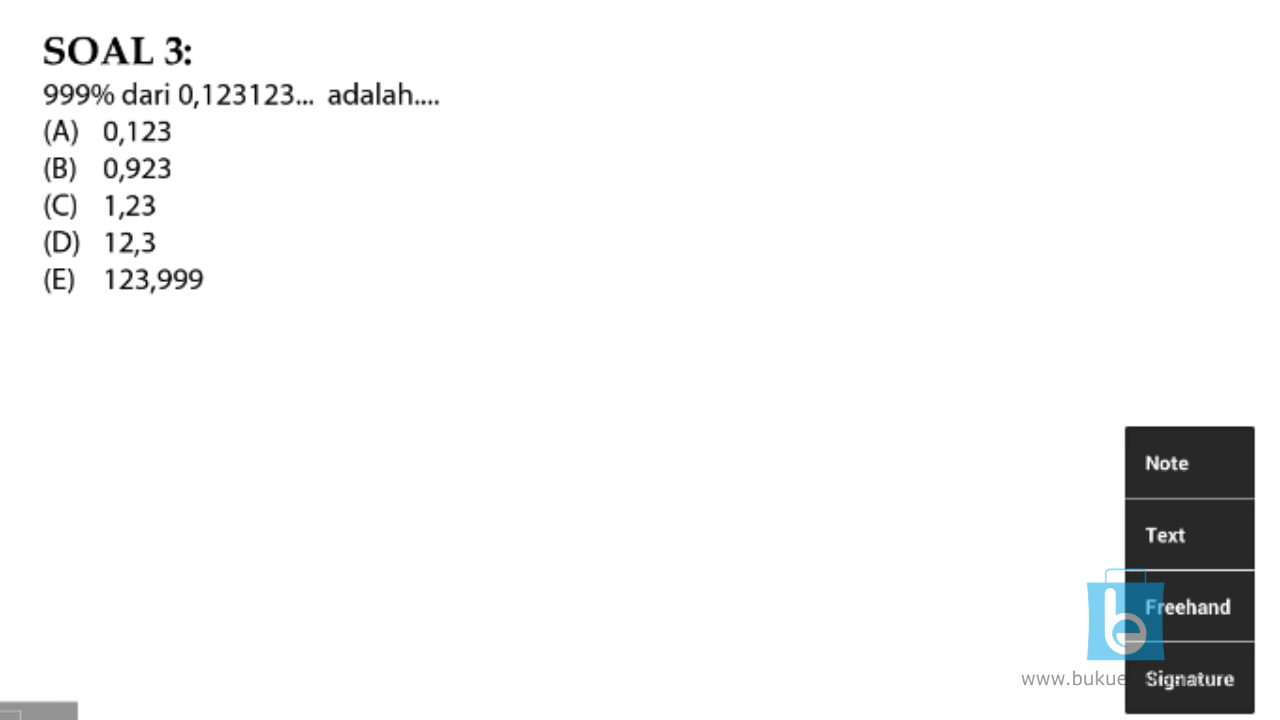 SOAL 3:
999% dari 0,123123... adalah....
(A) 0,123
(B) 0,923
(C) 1,23
(D) 12,3
(E) 123,999
Note
Text
Freehand
www.bukue
Signature